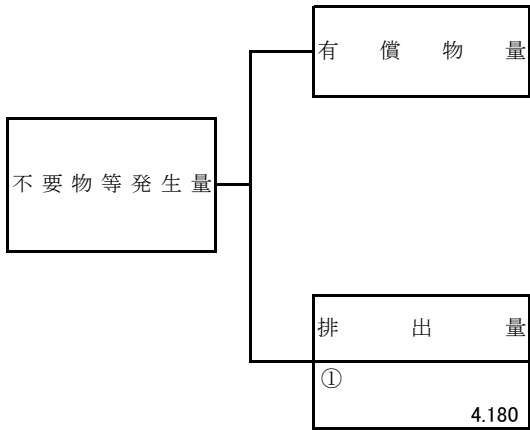 有償物量
不要物等発生量
排出量
①
4.180